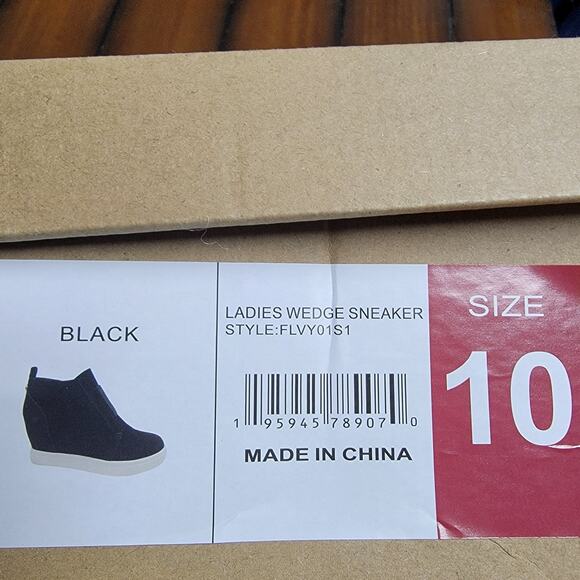 BLACK
LADIES WEDGE SNEAKER
STYLE:FLVY01S1
1 95945 78907 0
MADE IN CHINA
SIZE
10